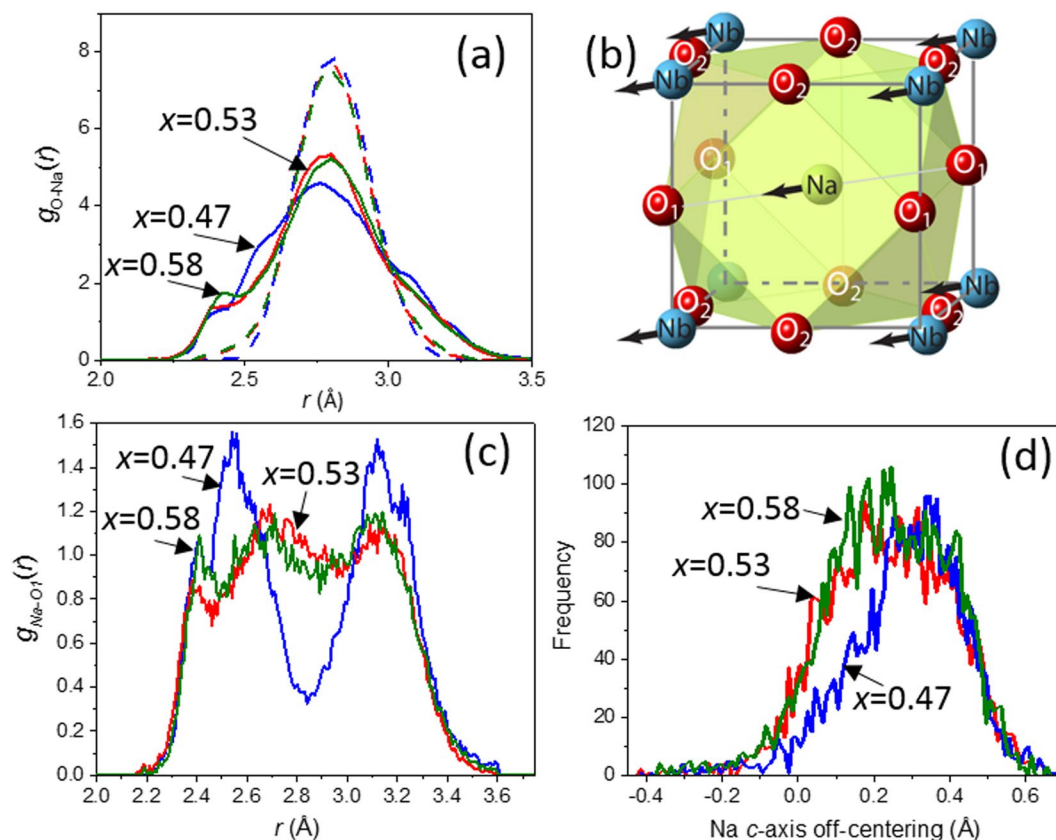 (a)
8
6
4
2
0
g_O-Na(r)
x=0.53
x=0.47
x=0.58
2.0 2.5 3.0 3.5
r (Å)
(b)
Nb Nb O₂
O₂ O₂
Nb O₂ Nb
O₁ Na O₁
O₁ O₁
O₂ Nb
O₂ O₂
Nb O₂ Nb
(c)
1.6
1.4
1.2
1.0
0.8
0.6
0.4
0.2
0.0
g_Na-O1(r)
x=0.47
x=0.53
x=0.58
2.0 2.2 2.4 2.6 2.8 3.0 3.2 3.4 3.6
r (Å)
(d)
120
100
80
60
40
20
0
Frequency
x=0.58
x=0.53
x=0.47
-0.4 -0.2 0.0 0.2 0.4 0.6
Na c-axis off-centering (Å)